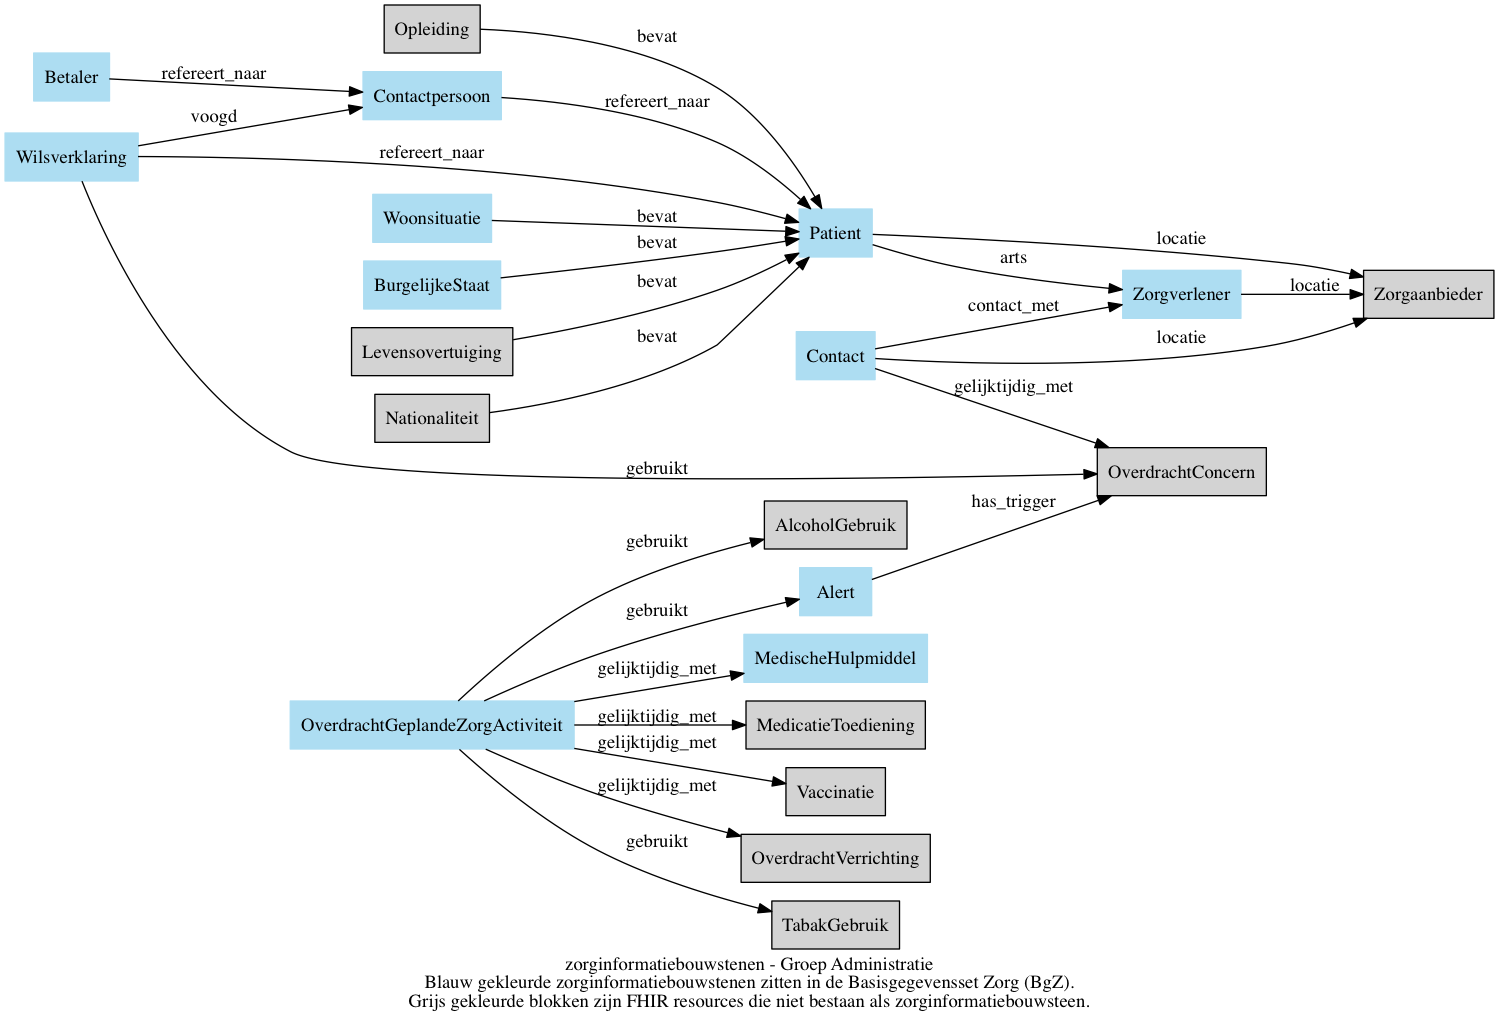 Opleiding
bevat
Betaler
refereert_naar
Contactpersoon
refereert_naar
voogd
Wilsverklaring
refereert_naar
Woonsituatie
bevat
Patient
locatie
bevat
arts
BurgelijkeStaat
bevat
Zorgverlener
locatie
Zorgaanbieder
contact_met
Levensovertuiging
bevat
Contact
locatie
gelijktijdig_met
Nationaliteit
gebruikt
OverdrachtConcern
has_trigger
AlcoholGebruik
gebruikt
Alert
gebruikt
MedischeHulpmiddel
gelijktijdig_met
OverdrachtGeplandeZorgActiviteit
gelijktijdig_met
MedicatieToediening
gelijktijdig_met
Vaccinatie
gelijktijdig_met
OverdrachtVerrichting
gebruikt
TabakGebruik
zorginformatiebouwstenen - Groep Administratie
Blauw gekleurde zorginformatiebouwstenen zitten in de Basisgegevensset Zorg (BgZ).
Grijs gekleurde blokken zijn FHIR resources die niet bestaan als zorginformatiebouwsteen.